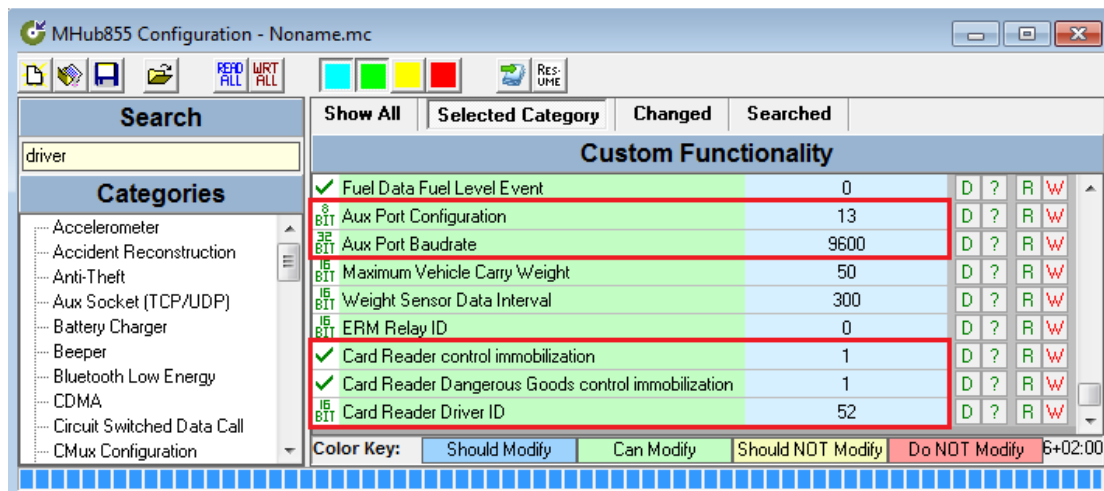 MHub855 Configuration - Noname.mc
READ ALL WRT ALL RES- UME
Search
driver
Categories
Accelerometer
Accident Reconstruction
Anti-Theft
Aux Socket (TCP/UDP)
Battery Charger
Beeper
Bluetooth Low Energy
CDMA
Circuit Switched Data Call
CMux Configuration
Show All Selected Category Changed Searched
Custom Functionality
Fuel Data Fuel Level Event 0 D ? R W
8 BIT Aux Port Configuration 13 D ? R W
32 BIT Aux Port Baudrate 9600 D ? R W
16 BIT Maximum Vehicle Carry Weight 50 D ? R W
16 BIT Weight Sensor Data Interval 300 D ? R W
16 BIT ERM Relay ID 0 D ? R W
Card Reader control immobilization 1 D ? R W
Card Reader Dangerous Goods control immobilization 1 D ? R W
16 BIT Card Reader Driver ID 52 D ? R W
Color Key: Should Modify Can Modify Should NOT Modify Do NOT Modify 6+02:00